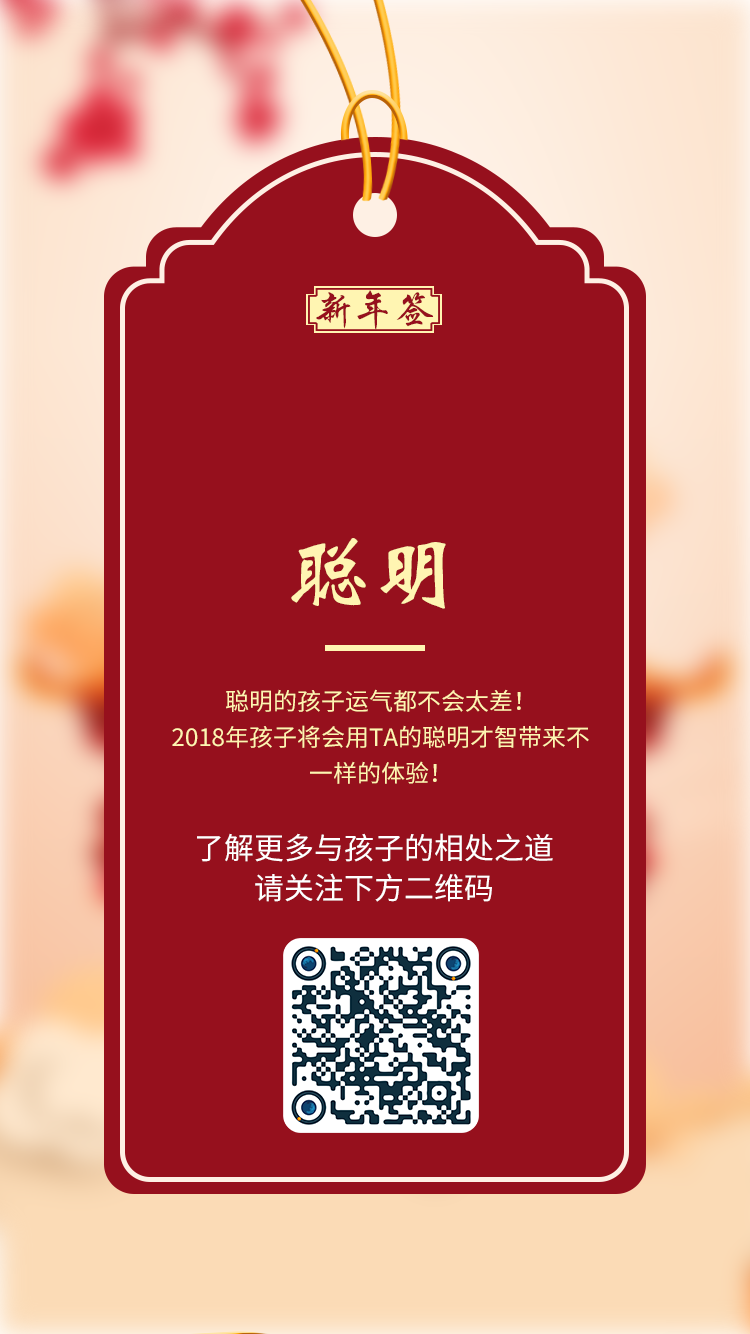 新年签
聪明
聪明的孩子运气都不会太差！
2018年孩子将会用TA的聪明才智带来不
一样的体验！
了解更多与孩子的相处之道
请关注下方二维码